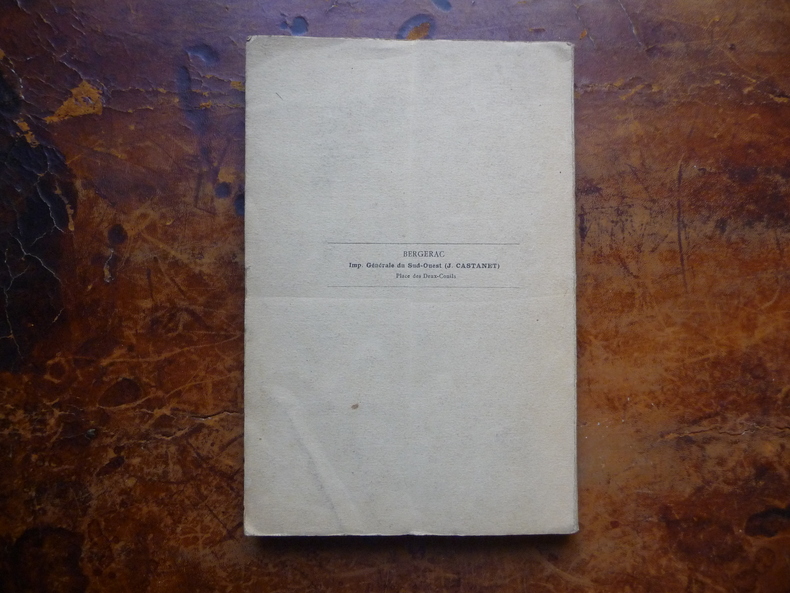 BERGERAC
Imp. Générale du Sud-Ouest (J. CASTANET)
Place des Deux-Conils